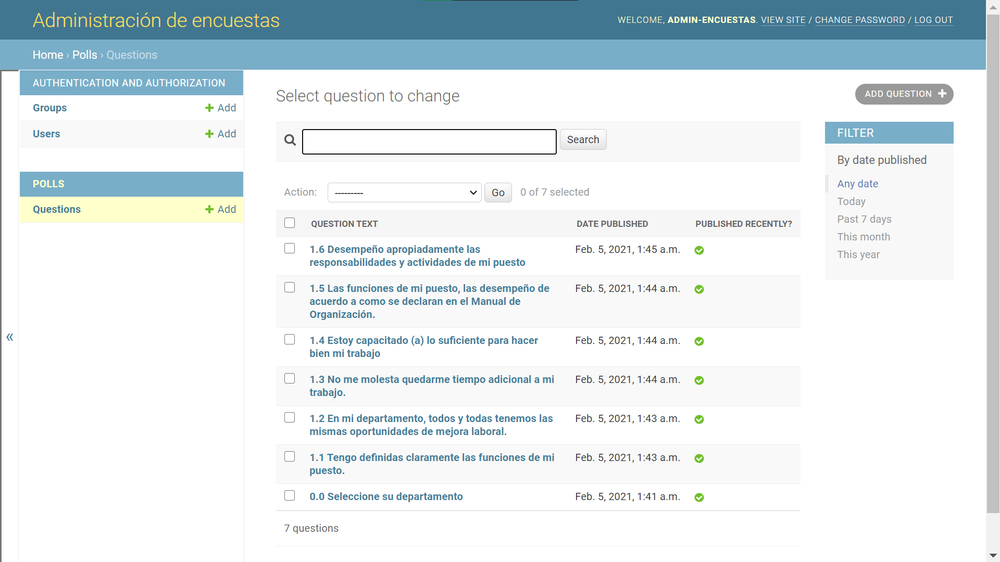 Administración de encuestas
WELCOME, ADMIN-ENCUESTAS. VIEW SITE / CHANGE PASSWORD / LOG OUT
Home › Polls › Questions
AUTHENTICATION AND AUTHORIZATION
Groups + Add
Users + Add
POLLS
Questions + Add
«
Select question to change
ADD QUESTION +
Search
Action: --------- Go 0 of 7 selected
QUESTION TEXT DATE PUBLISHED PUBLISHED RECENTLY?
1.6 Desempeño apropiadamente las Feb. 5, 2021, 1:45 a.m.
responsabilidades y actividades de mi puesto
1.5 Las funciones de mi puesto, las desempeño de Feb. 5, 2021, 1:44 a.m.
acuerdo a como se declaran en el Manual de
Organización.
1.4 Estoy capacitado (a) lo suficiente para hacer Feb. 5, 2021, 1:44 a.m.
bien mi trabajo
1.3 No me molesta quedarme tiempo adicional a mi Feb. 5, 2021, 1:44 a.m.
trabajo.
1.2 En mi departamento, todos y todas tenemos las Feb. 5, 2021, 1:43 a.m.
mismas oportunidades de mejora laboral.
1.1 Tengo definidas claramente las funciones de mi Feb. 5, 2021, 1:43 a.m.
puesto.
0.0 Seleccione su departamento Feb. 5, 2021, 1:41 a.m.
7 questions
FILTER
By date published
Any date
Today
Past 7 days
This month
This year